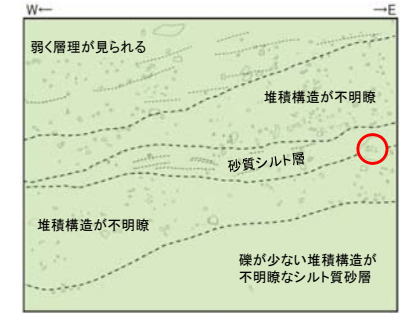 W←
→E
弱く層理が見られる
堆積構造が不明瞭
砂質シルト層
堆積構造が不明瞭
礫が少ない堆積構造が
不明瞭なシルト質砂層